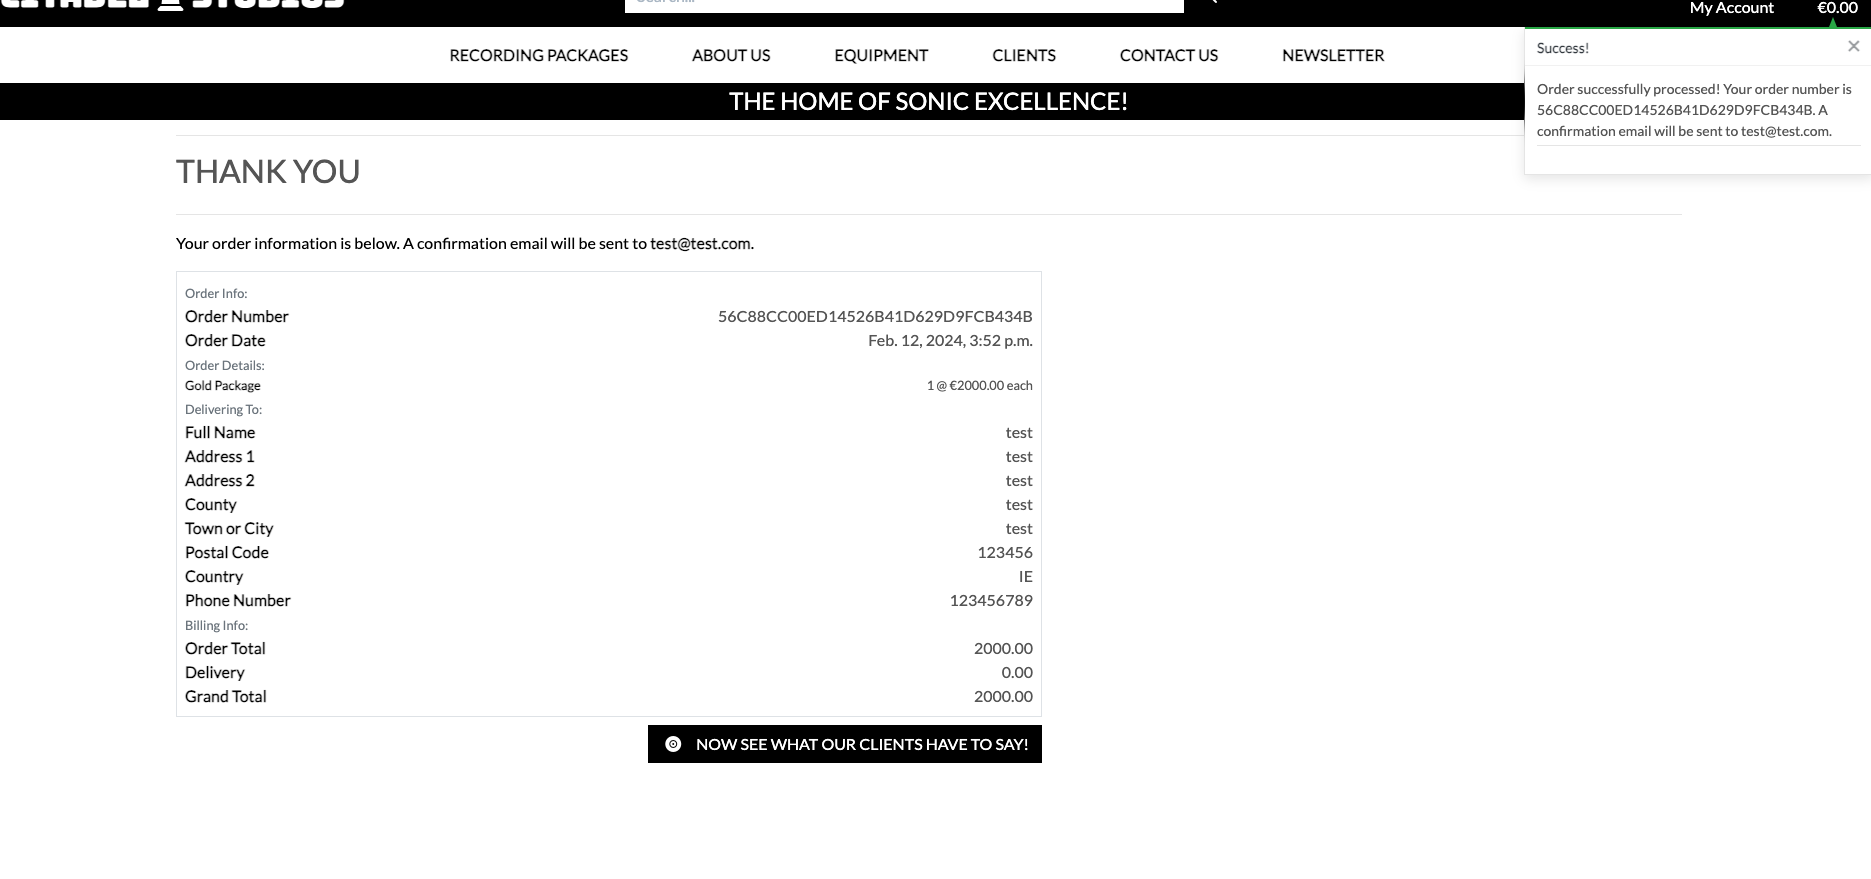 CITADEL STUDIOS
Search...
My Account
€0.00
RECORDING PACKAGES
ABOUT US
EQUIPMENT
CLIENTS
CONTACT US
NEWSLETTER
THE HOME OF SONIC EXCELLENCE!
Success!
Order successfully processed! Your order number is
56C88CC00ED14526B41D629D9FCB434B. A
confirmation email will be sent to test@test.com.
THANK YOU
Your order information is below. A confirmation email will be sent to test@test.com.
Order Info:
Order Number 56C88CC00ED14526B41D629D9FCB434B
Order Date Feb. 12, 2024, 3:52 p.m.
Order Details:
Gold Package 1 @ €2000.00 each
Delivering To:
Full Name test
Address 1 test
Address 2 test
County test
Town or City test
Postal Code 123456
Country IE
Phone Number 123456789
Billing Info:
Order Total 2000.00
Delivery 0.00
Grand Total 2000.00
NOW SEE WHAT OUR CLIENTS HAVE TO SAY!